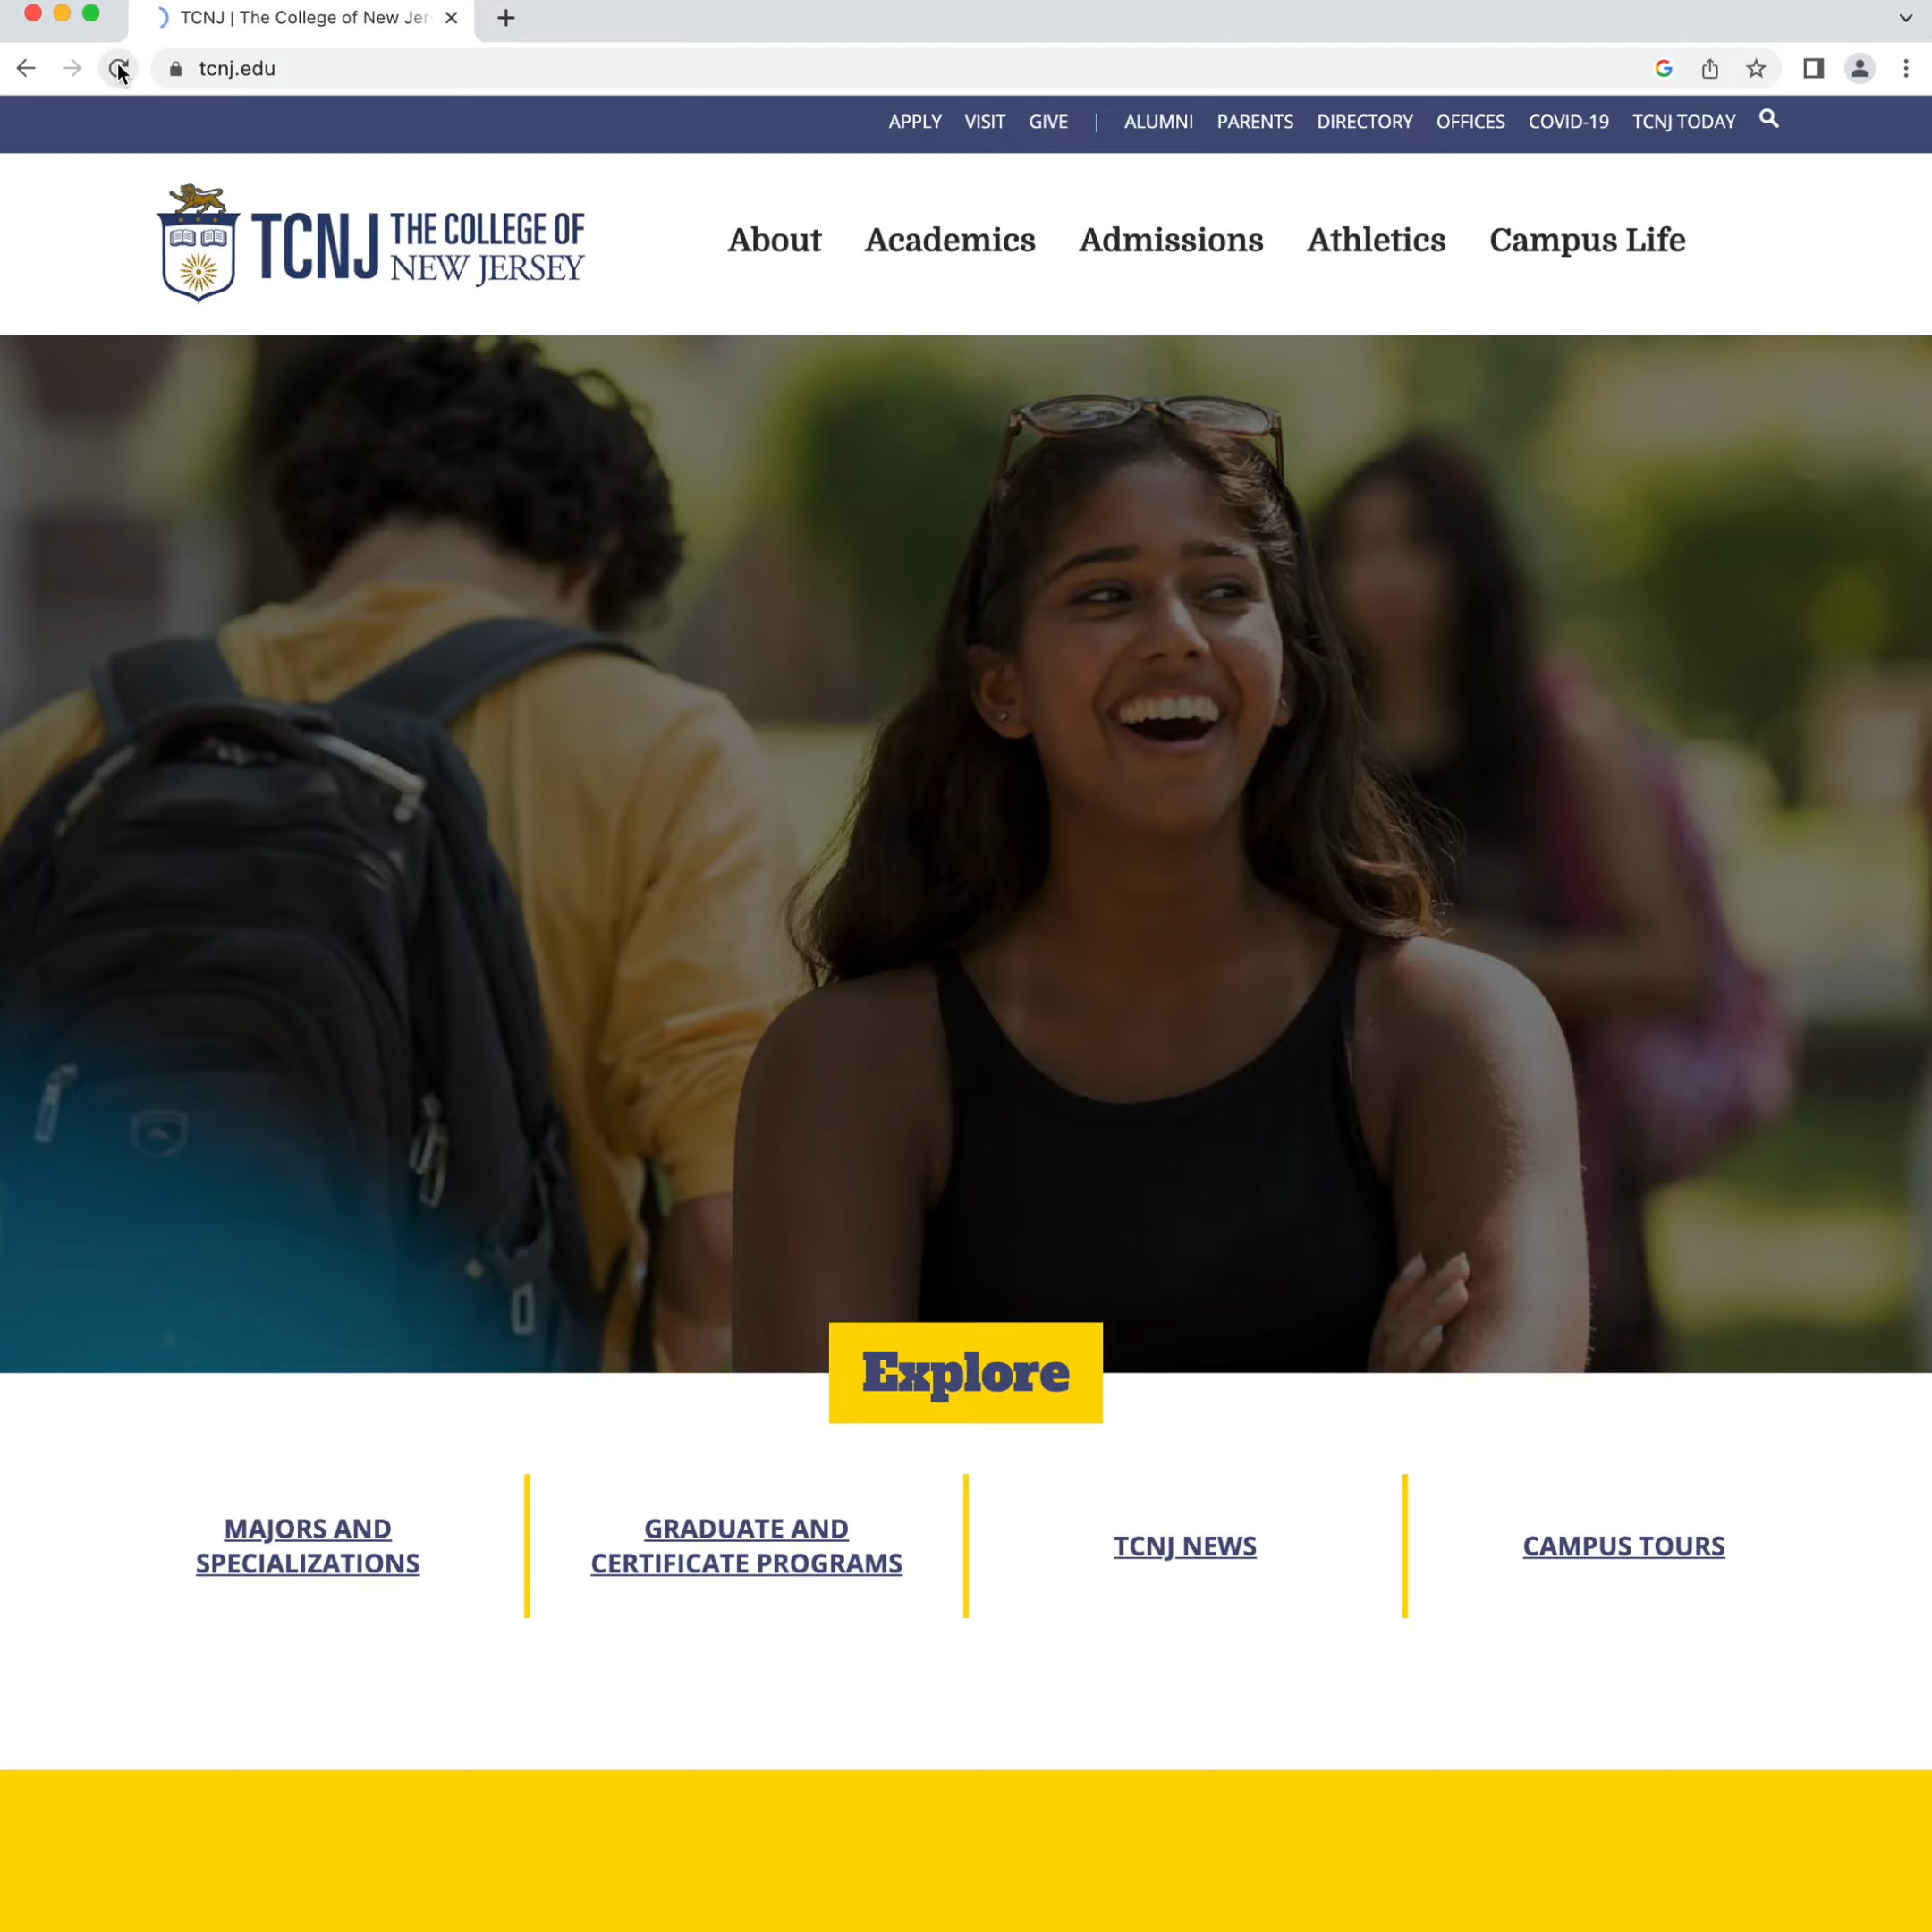 TCNJ | The College of New Jer
tcnj.edu
APPLY VISIT GIVE | ALUMNI PARENTS DIRECTORY OFFICES COVID-19 TCNJ TODAY
TCNJ THE COLLEGE OF
NEW JERSEY
About Academics Admissions Athletics Campus Life
Explore
MAJORS AND
SPECIALIZATIONS
GRADUATE AND
CERTIFICATE PROGRAMS
TCNJ NEWS
CAMPUS TOURS